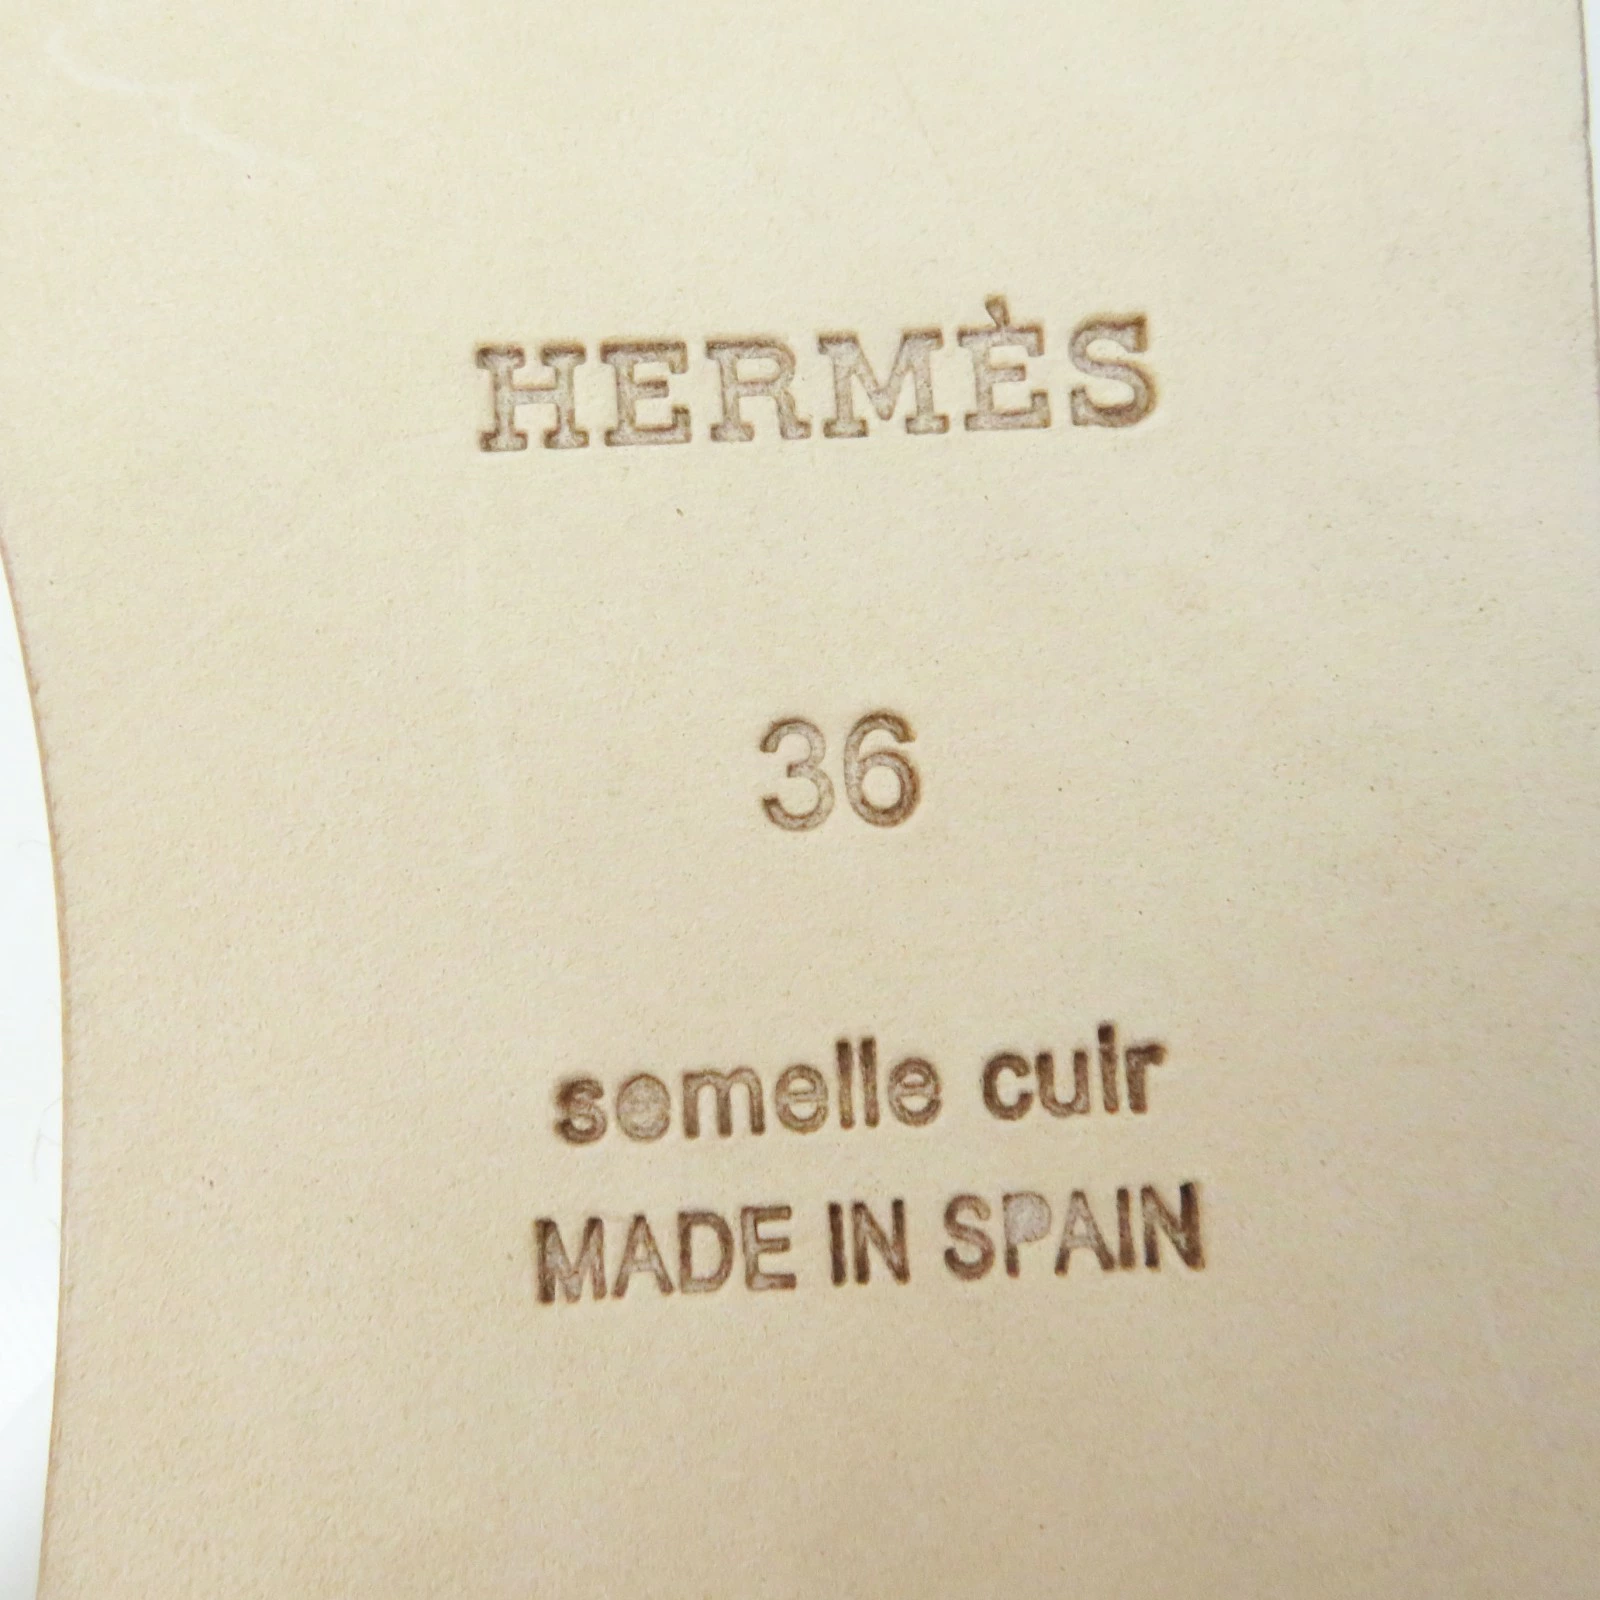 HERMÈS
36
semelle cuir
MADE IN SPAIN